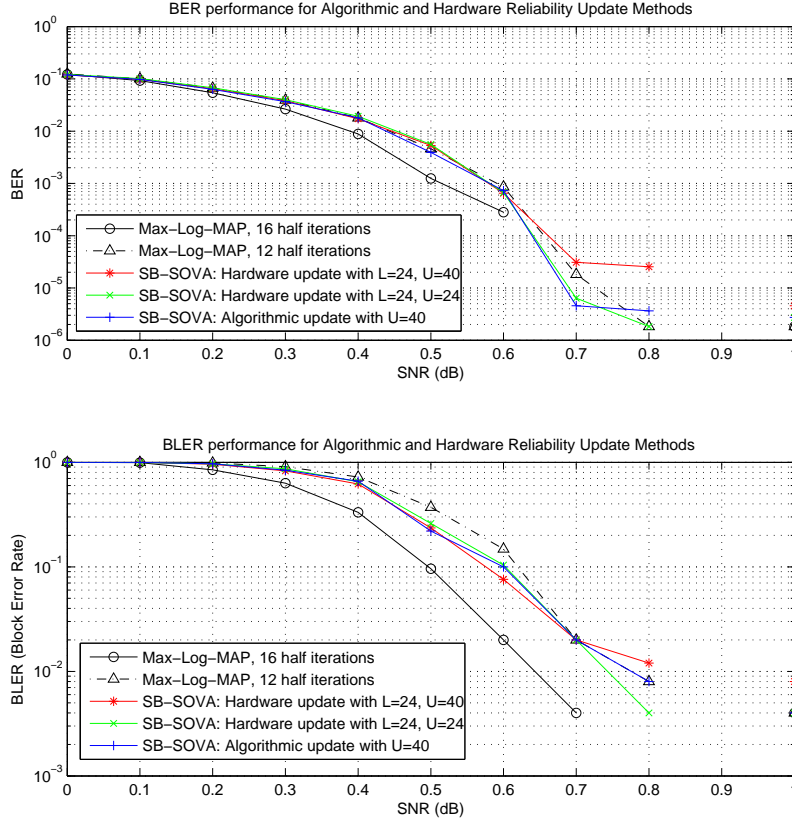 BER performance for Algorithmic and Hardware Reliability Update Methods
10^0
10^−1
10^−2
10^−3
10^−4
10^−5
10^−6
BER
Max−Log−MAP, 16 half iterations
Max−Log−MAP, 12 half iterations
SB−SOVA: Hardware update with L=24, U=40
SB−SOVA: Hardware update with L=24, U=24
SB−SOVA: Algorithmic update with U=40
0 0.1 0.2 0.3 0.4 0.5 0.6 0.7 0.8 0.9 1
SNR (dB)
BLER performance for Algorithmic and Hardware Reliability Update Methods
10^0
10^−1
10^−2
10^−3
BLER (Block Error Rate)
Max−Log−MAP, 16 half iterations
Max−Log−MAP, 12 half iterations
SB−SOVA: Hardware update with L=24, U=40
SB−SOVA: Hardware update with L=24, U=24
SB−SOVA: Algorithmic update with U=40
0 0.1 0.2 0.3 0.4 0.5 0.6 0.7 0.8 0.9 1
SNR (dB)